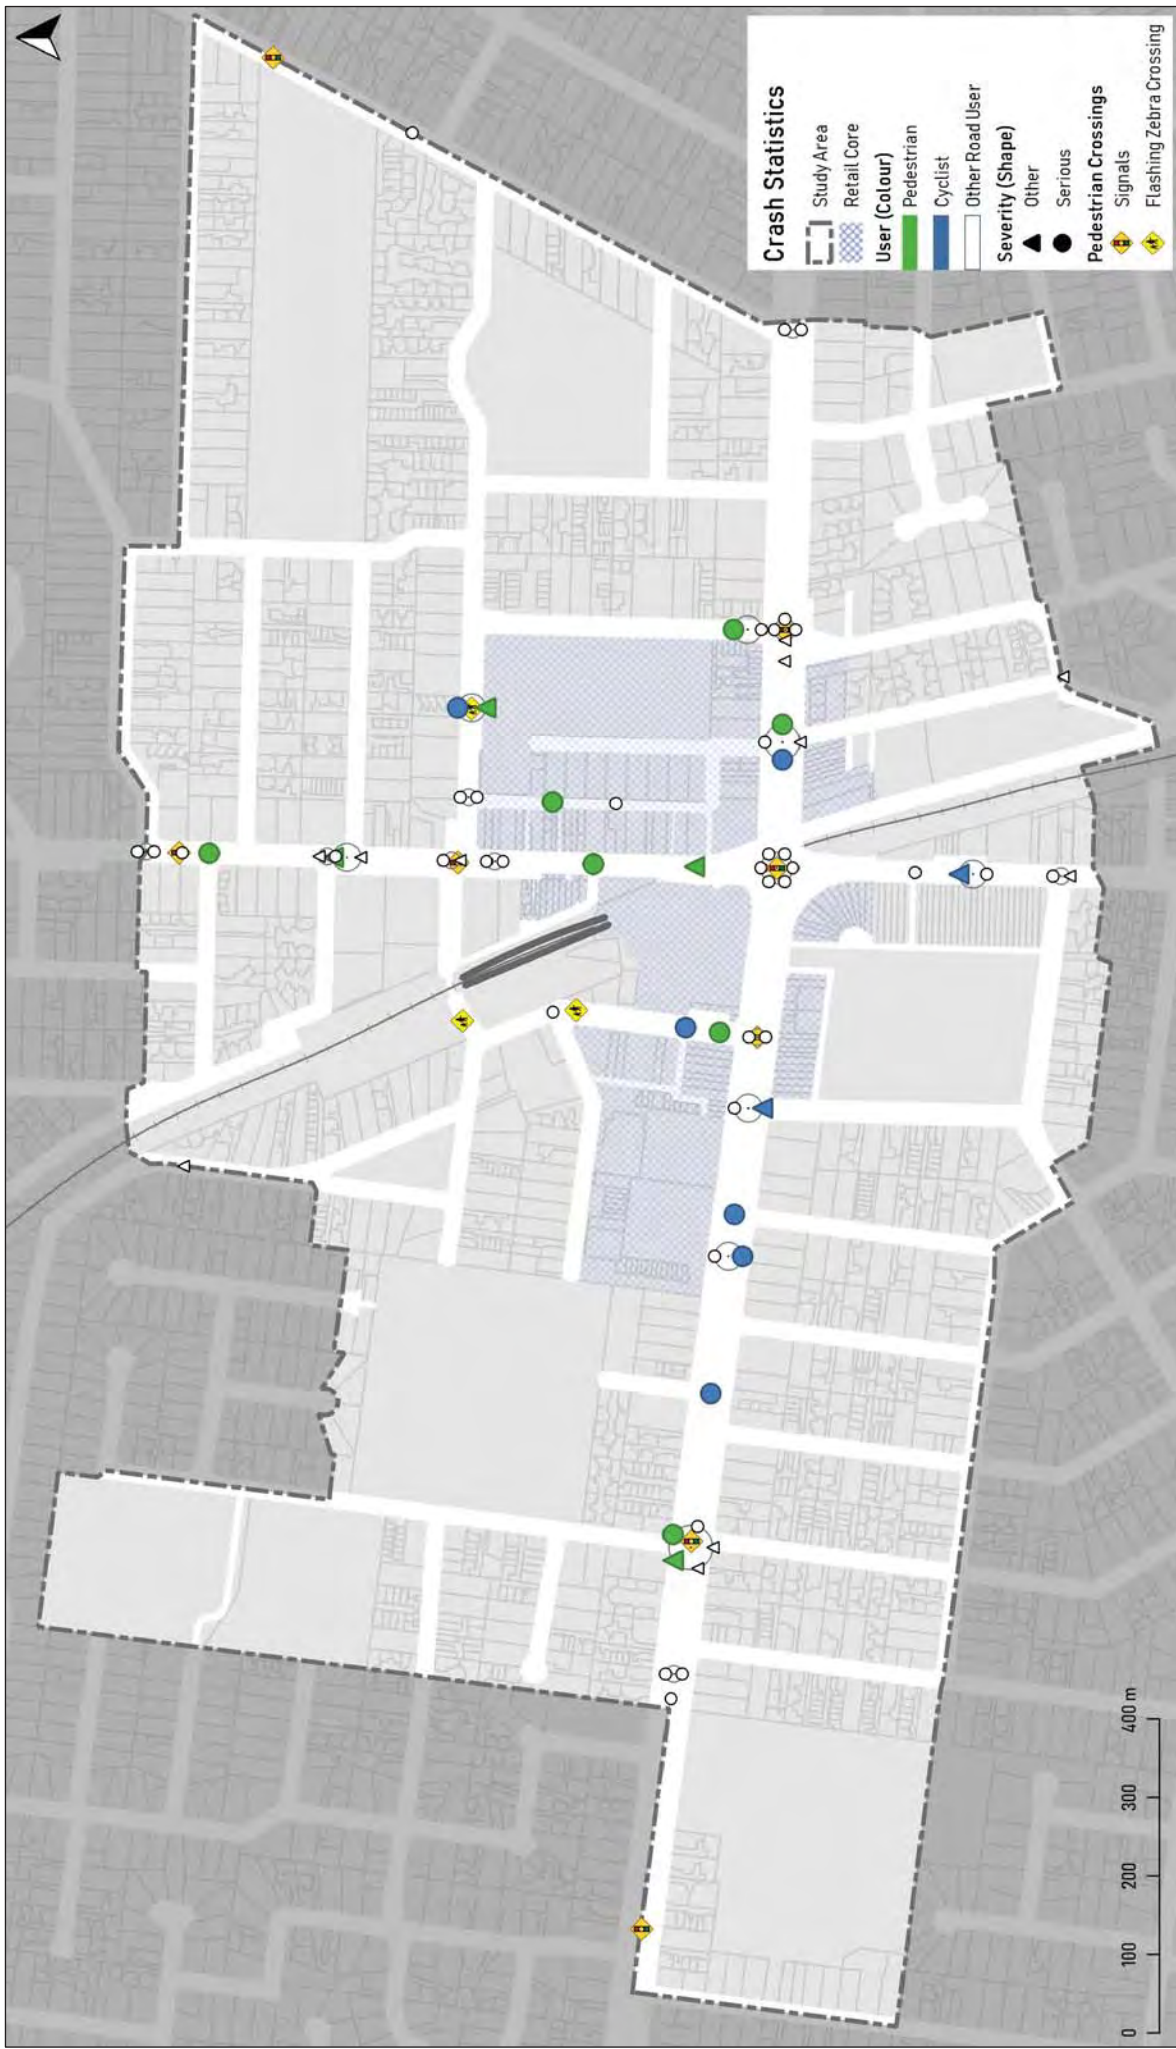 Crash Statistics
Study Area
Retail Core
User (Colour)
Pedestrian
Cyclist
Other Road User
Severity (Shape)
Other
Serious
Pedestrian Crossings
Signals
Flashing Zebra Crossing
0 100 200 300 400 m